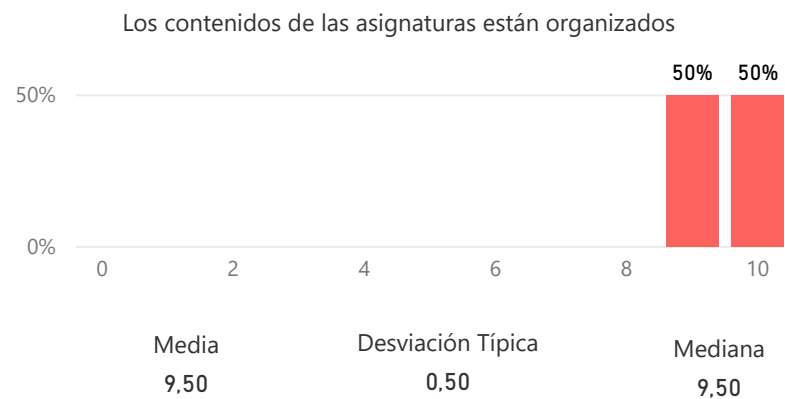 Los contenidos de las asignaturas están organizados
50% 50%
50%
0%
0 2 4 6 8 10
Media Desviación Típica Mediana
9,50 0,50 9,50